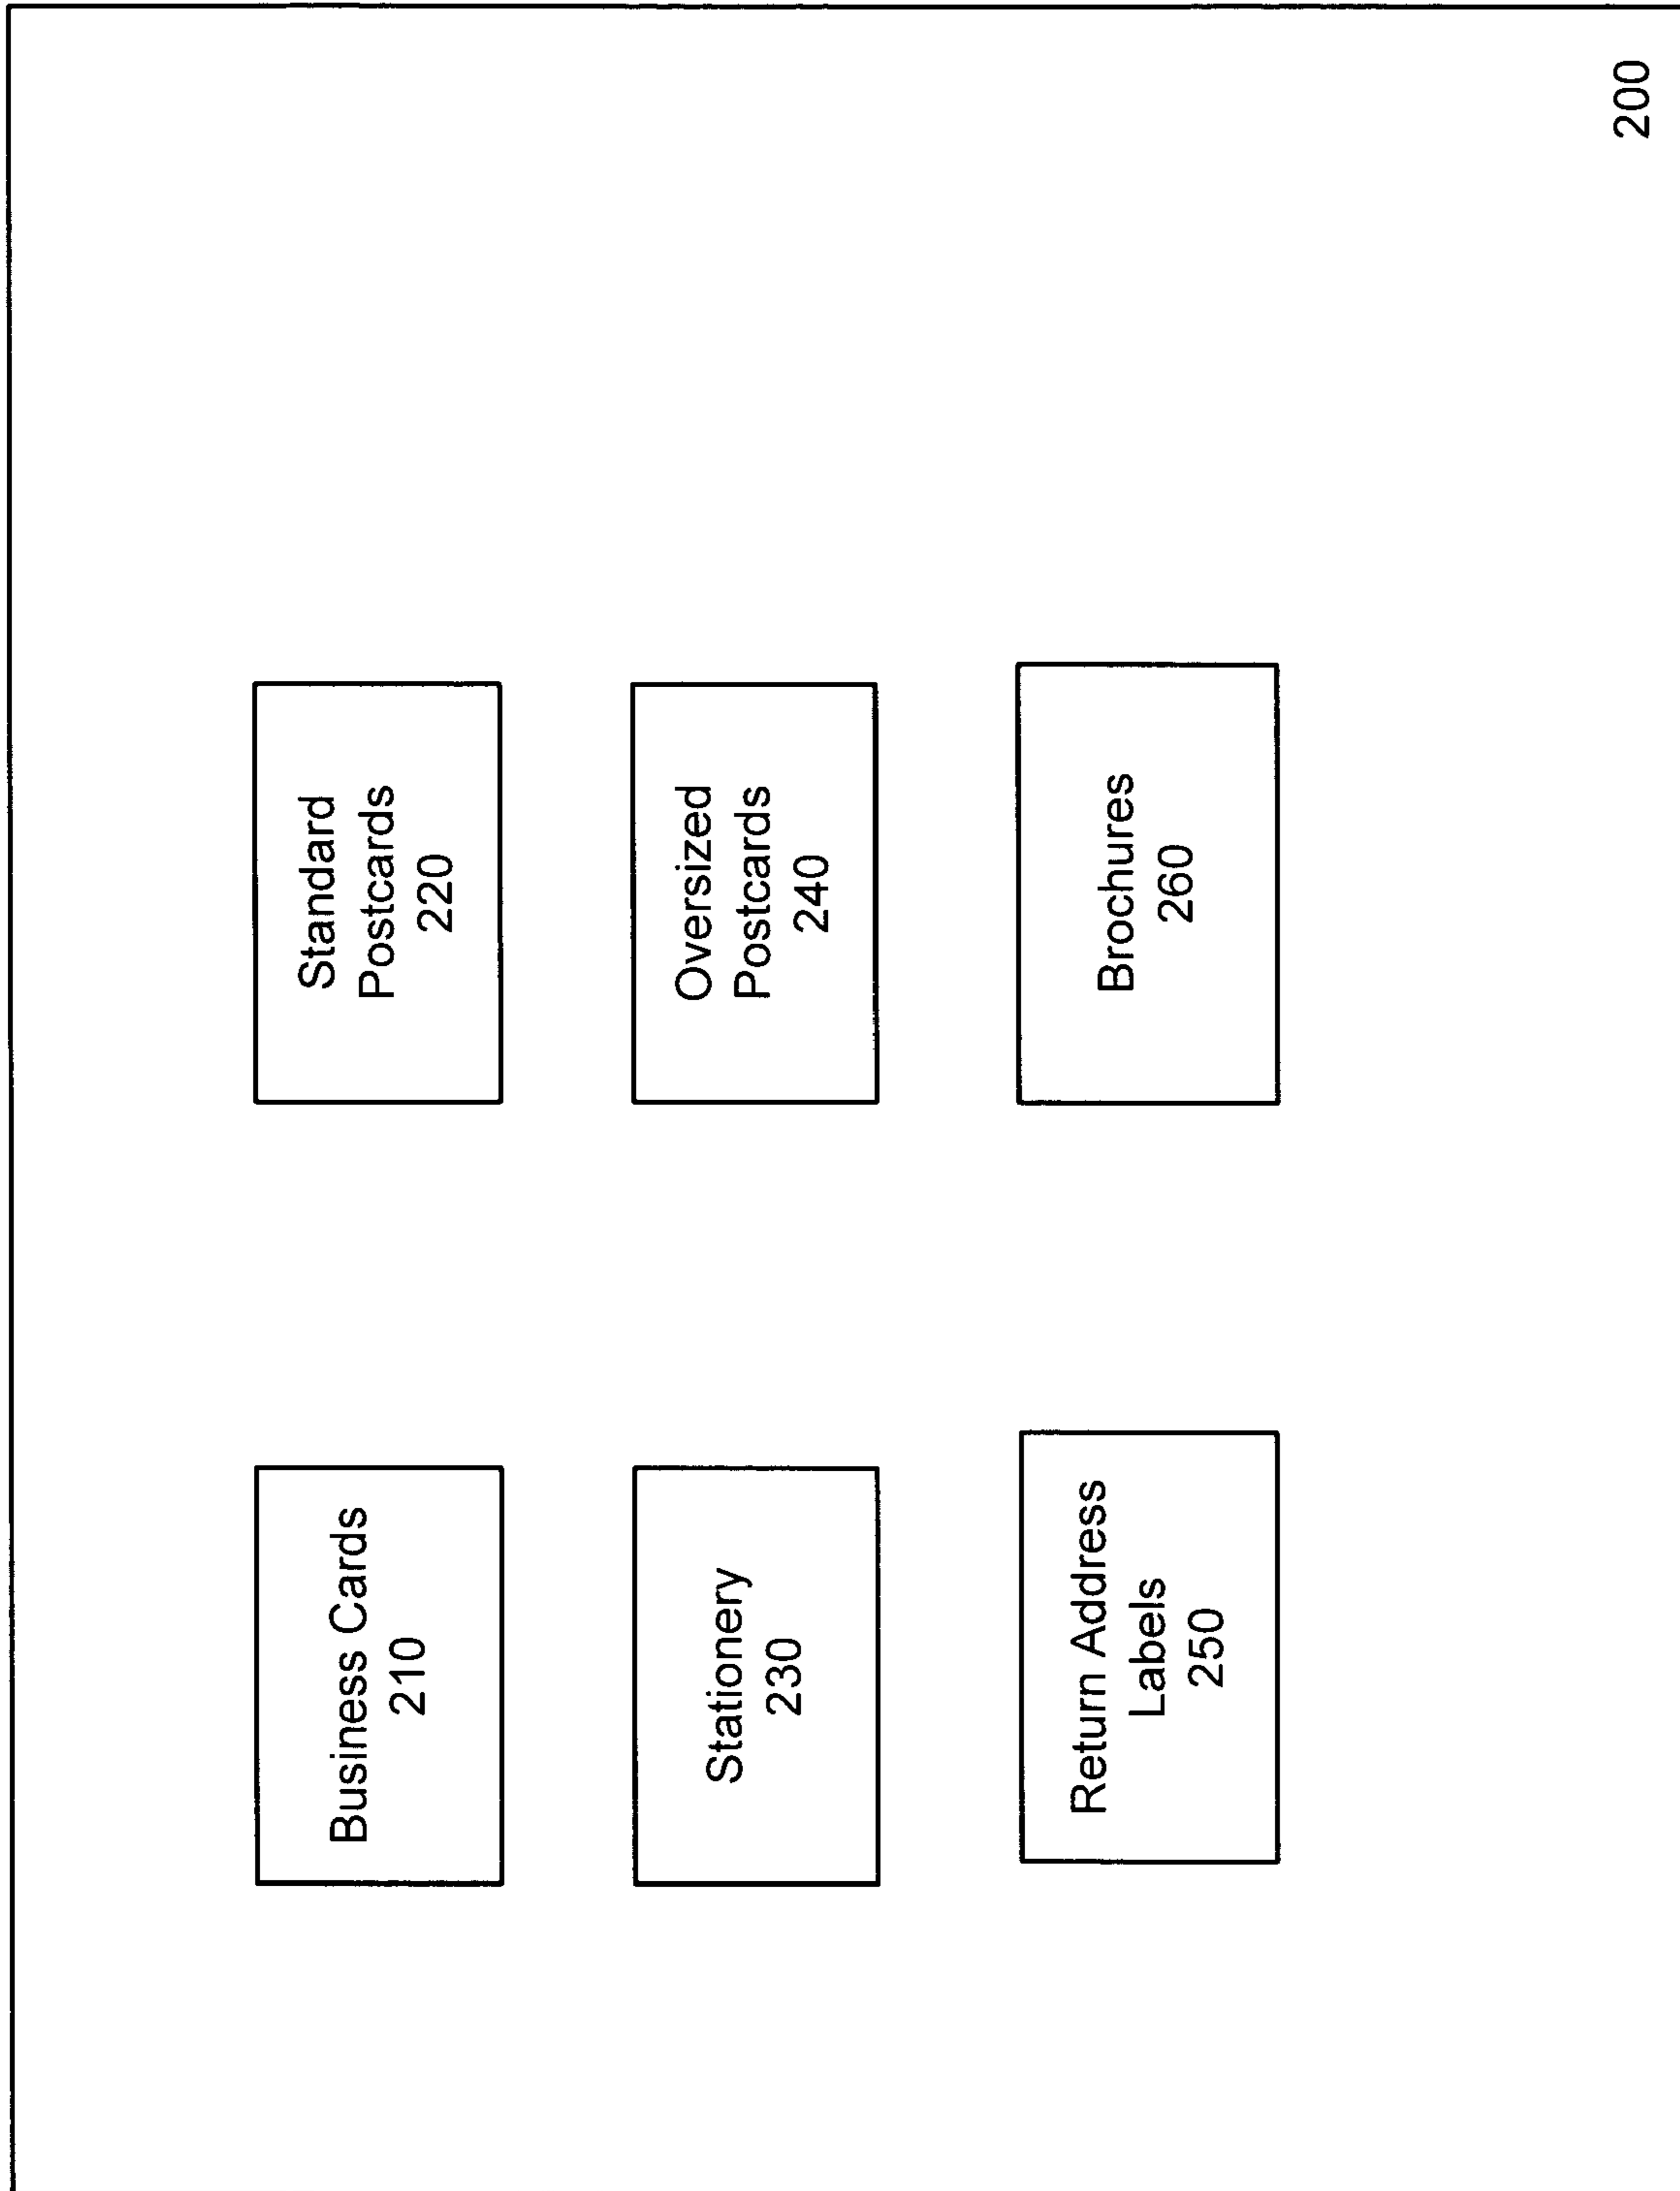 Business Cards
210
Standard
Postcards
220
Stationery
230
Oversized
Postcards
240
Return Address
Labels
250
Brochures
260
200